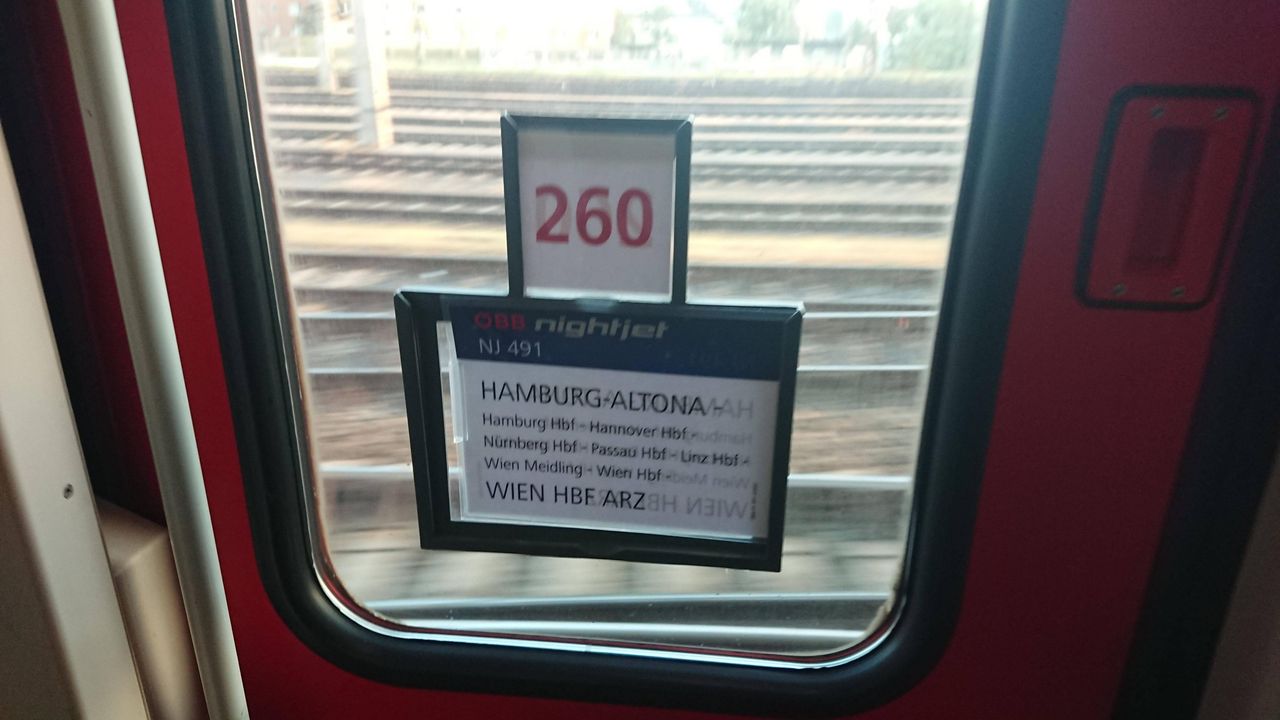 260
ÖBB nightjet
NJ 491
HAMBURG-ALTONA -
Hamburg Hbf - Hannover Hbf -
Nürnberg Hbf - Passau Hbf - Linz Hbf -
Wien Meidling - Wien Hbf -
WIEN HBF ARZ